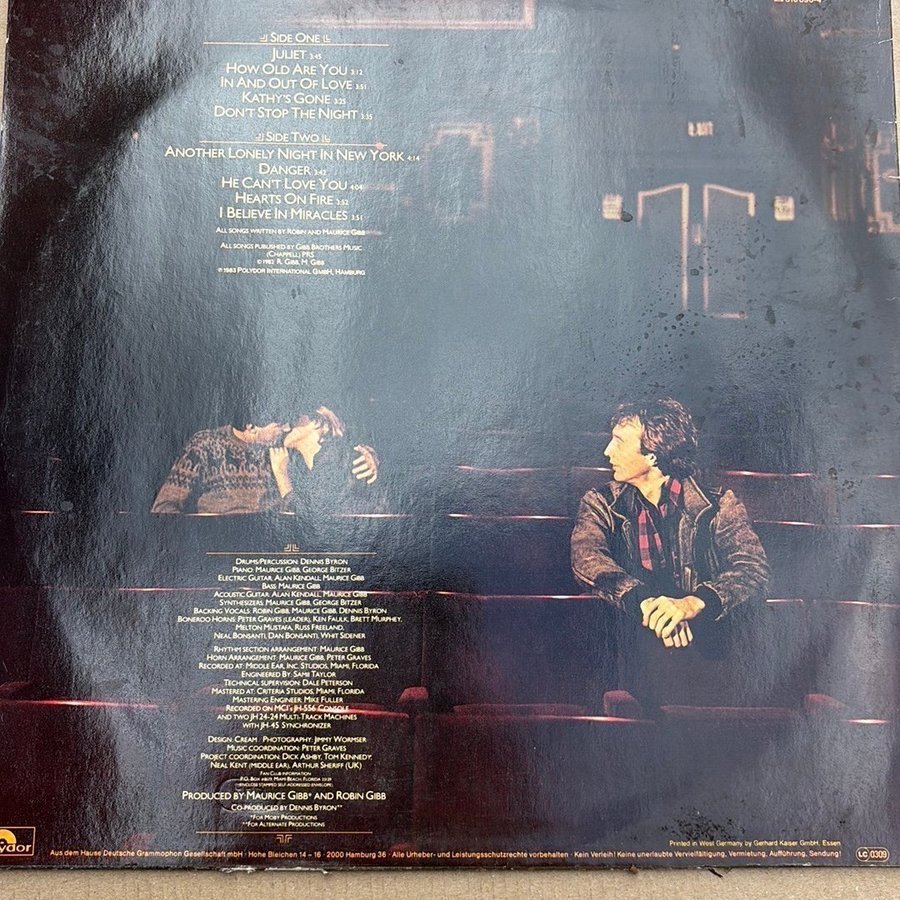 SIDE ONE
JULIET 3:45
HOW OLD ARE YOU 3:12
IN AND OUT OF LOVE 3:51
KATHY'S GONE 3:25
DON'T STOP THE NIGHT 3:35
SIDE TWO
ANOTHER LONELY NIGHT IN NEW YORK 4:14
DANGER 3:42
HE CAN'T LOVE YOU 4:04
HEARTS ON FIRE 3:52
I BELIEVE IN MIRACLES 3:51
ALL SONGS WRITTEN BY ROBIN AND MAURICE GIBB
ALL SONGS PUBLISHED BY GIBB BROTHERS MUSIC
(CHAPPELL) PRS
© 1982 R. GIBB, M. GIBB
℗ 1983 POLYDOR INTERNATIONAL GMBH, HAMBURG
DRUMS/PERCUSSION: DENNIS BYRON
PIANO: MAURICE GIBB, GEORGE BITZER
ELECTRIC GUITAR: ALAN KENDALL, MAURICE GIBB
BASS: MAURICE GIBB
ACOUSTIC GUITAR: ALAN KENDALL, MAURICE GIBB
SYNTHESIZERS: MAURICE GIBB, GEORGE BITZER
BACKING VOCALS: ROBIN GIBB, MAURICE GIBB, DENNIS BYRON
BONEROO HORNS: PETER GRAVES (LEADER), KEN FAULK, BRETT MURPHEY,
MELTON MUSTAFA, RUSS FREELAND,
NEAL BONSANTI, DAN BONSANTI, WHIT SIDENER
RHYTHM SECTION ARRANGEMENT: MAURICE GIBB
HORN ARRANGEMENT: MAURICE GIBB, PETER GRAVES
RECORDED AT: MIDDLE EAR, INC. STUDIOS, MIAMI, FLORIDA
ENGINEERED BY: SAMII TAYLOR
TECHNICAL SUPERVISION: DALE PETERSON
MASTERED AT: CRITERIA STUDIOS, MIAMI, FLORIDA
MASTERING ENGINEER: MIKE FULLER
RECORDED ON MCI'S JH-556 CONSOLE
AND TWO JH 24-24 MULTI-TRACK MACHINES
WITH JH-45 SYNCHRONIZER
DESIGN: CREAM · PHOTOGRAPHY: JIMMY WORMSER
MUSIC COORDINATION: PETER GRAVES
PROJECT COORDINATION: DICK ASHBY, TOM KENNEDY,
NEAL KENT (MIDDLE EAR), ARTHUR SHERIFF (UK)
FAN CLUB INFORMATION
P.O. BOX MIAMI BEACH, FLORIDA
(ENCLOSE STAMPED SELF-ADDRESSED ENVELOPE)
PRODUCED BY MAURICE GIBB* AND ROBIN GIBB
CO-PRODUCED BY DENNIS BYRON**
*FOR MOBY PRODUCTIONS
**FOR ALTERNATE PRODUCTIONS
Printed in West Germany by Gerhard Kaiser GmbH, Essen
ydor
Aus dem Hause Deutsche Grammophon Gesellschaft mbH · Hohe Bleichen 14 – 16 · 2000 Hamburg 36 · Alle Urheber- und Leistungsschutzrechte vorbehalten · Kein Verleih! Keine unerlaubte Vervielfältigung, Vermietung, Aufführung, Sendung!
LC 0309